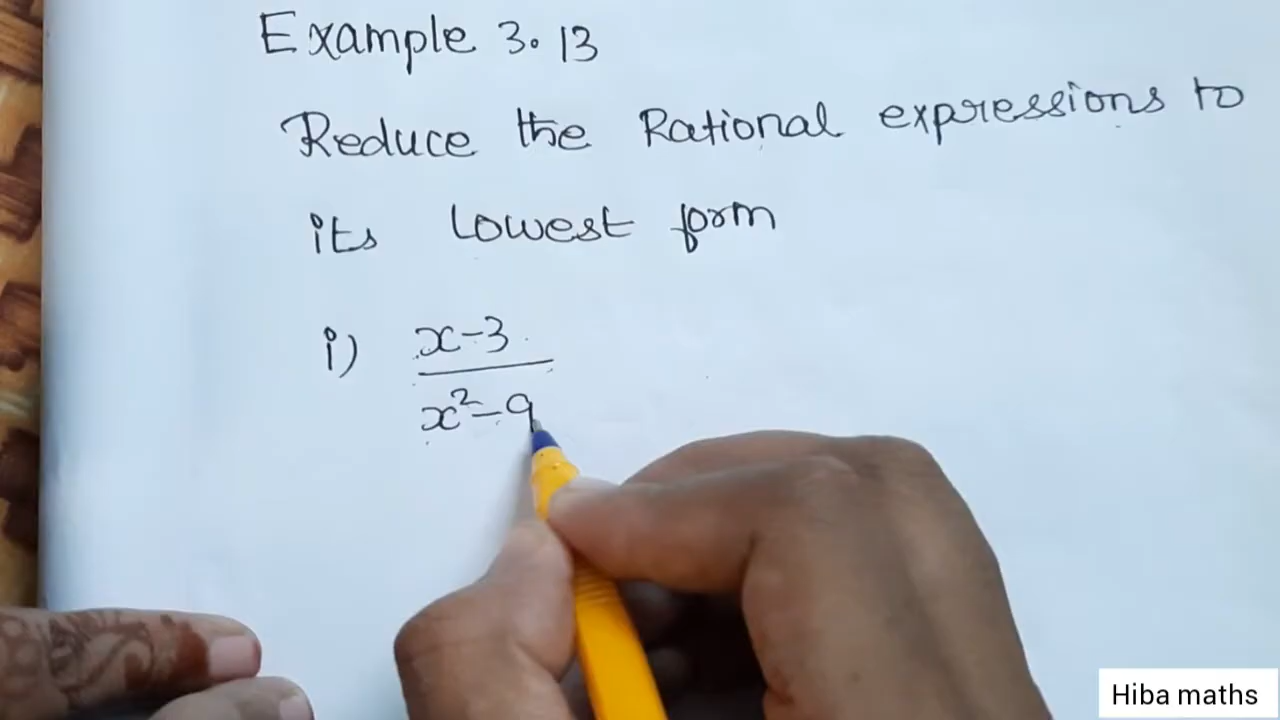 Example 3.13
Reduce the Rational expressions to
its lowest form
i) x-3
x²-9
Hiba maths